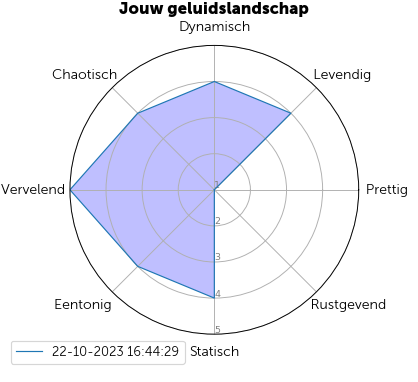 Jouw geluidslandschap
Dynamisch
Chaotisch
Levendig
Vervelend
1
Prettig
2
3
Eentonig
4
Rustgevend
5
22-10-2023 16:44:29
Statisch